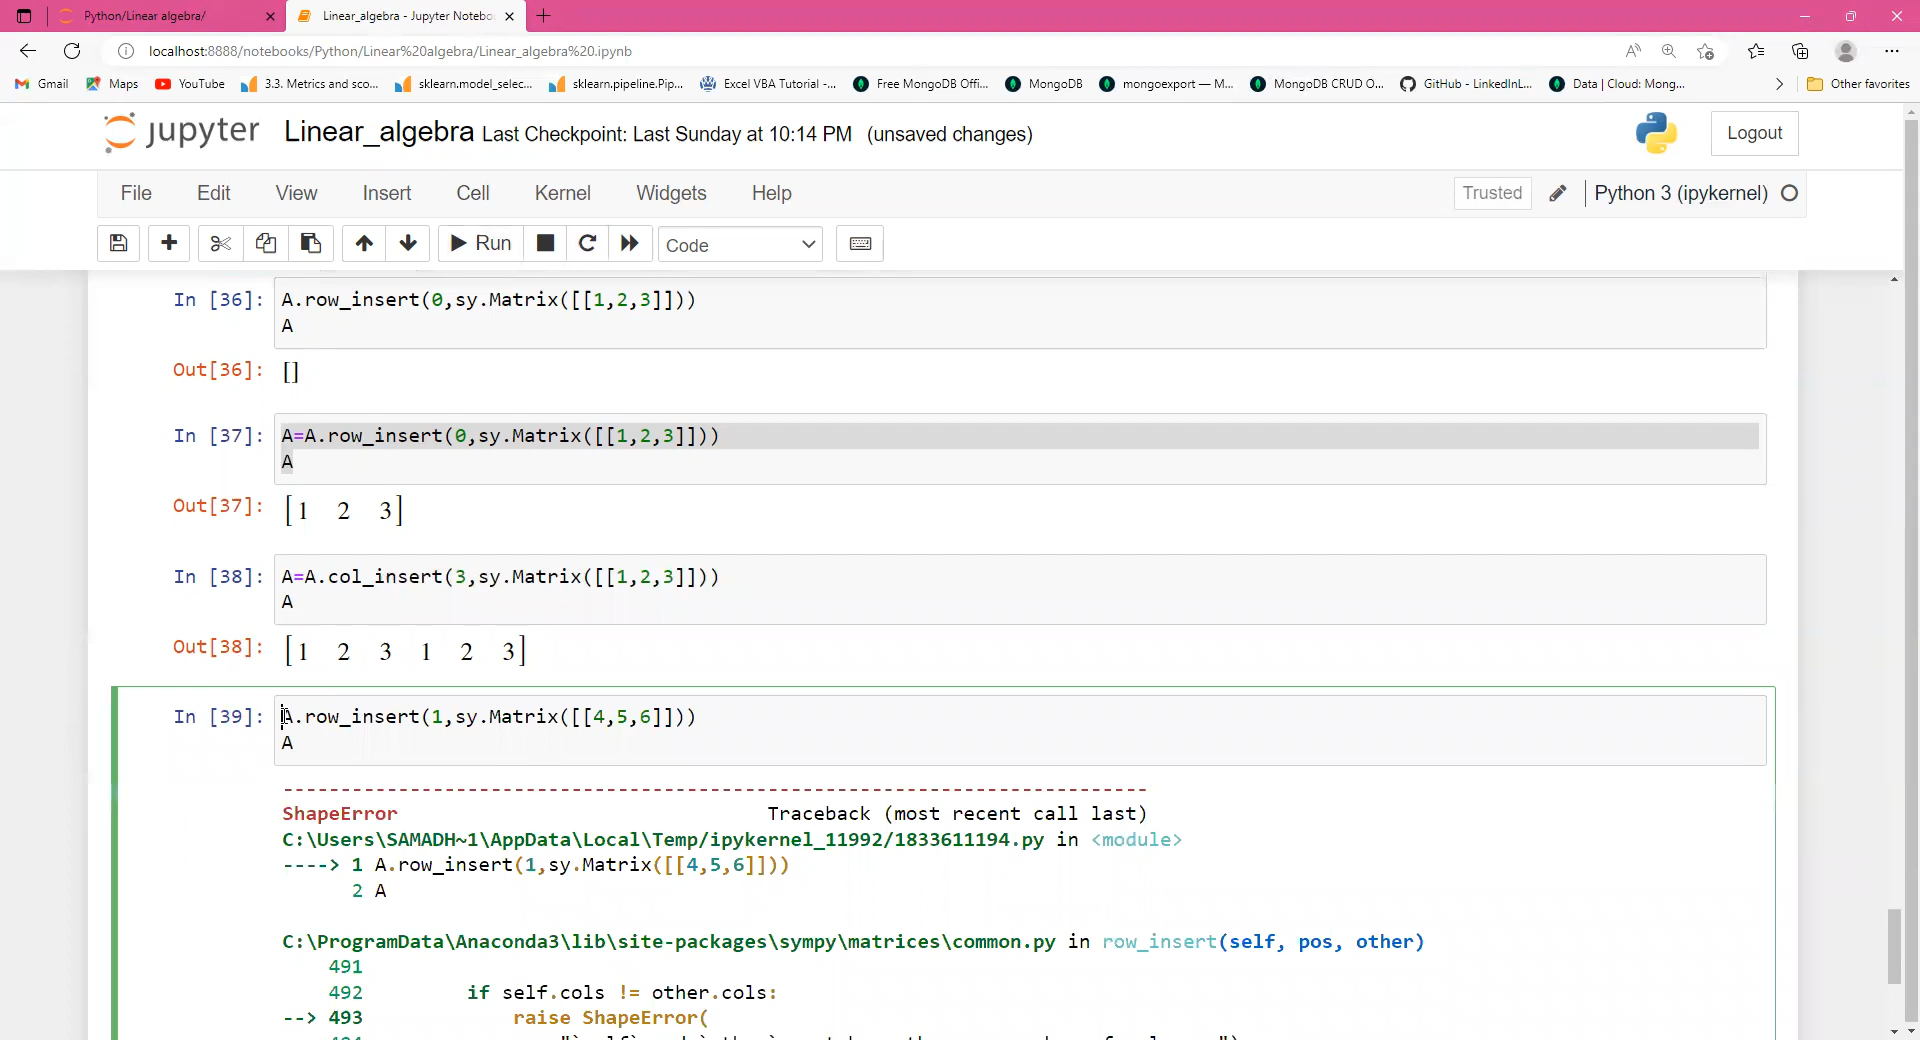 Python/Linear algebra/
Linear_algebra - Jupyter Notebo
localhost:8888/notebooks/Python/Linear%20algebra/Linear_algebra%20.ipynb
Gmail
Maps
YouTube
3.3. Metrics and sco...
sklearn.model_selec...
sklearn.pipeline.Pip...
Excel VBA Tutorial -...
Free MongoDB Offi...
MongoDB
mongoexport — M...
MongoDB CRUD O...
GitHub - LinkedInL...
Data | Cloud: Mong...
Other favorites
jupyter Linear_algebra Last Checkpoint: Last Sunday at 10:14 PM (unsaved changes)
Logout
File Edit View Insert Cell Kernel Widgets Help
Trusted
Python 3 (ipykernel)
Run
Code
In [36]: A.row_insert(0,sy.Matrix([[1,2,3]]))
A
Out[36]: []
In [37]: A=A.row_insert(0,sy.Matrix([[1,2,3]]))
A
Out[37]: [1 2 3]
In [38]: A=A.col_insert(3,sy.Matrix([[1,2,3]]))
A
Out[38]: [1 2 3 1 2 3]
In [39]: A.row_insert(1,sy.Matrix([[4,5,6]]))
A
---------------------------------------------------------------------------
ShapeError Traceback (most recent call last)
C:\Users\SAMADH~1\AppData\Local\Temp/ipykernel_11992/1833611194.py in <module>
----> 1 A.row_insert(1,sy.Matrix([[4,5,6]]))
2 A
C:\ProgramData\Anaconda3\lib\site-packages\sympy\matrices\common.py in row_insert(self, pos, other)
491
492 if self.cols != other.cols:
--> 493 raise ShapeError(